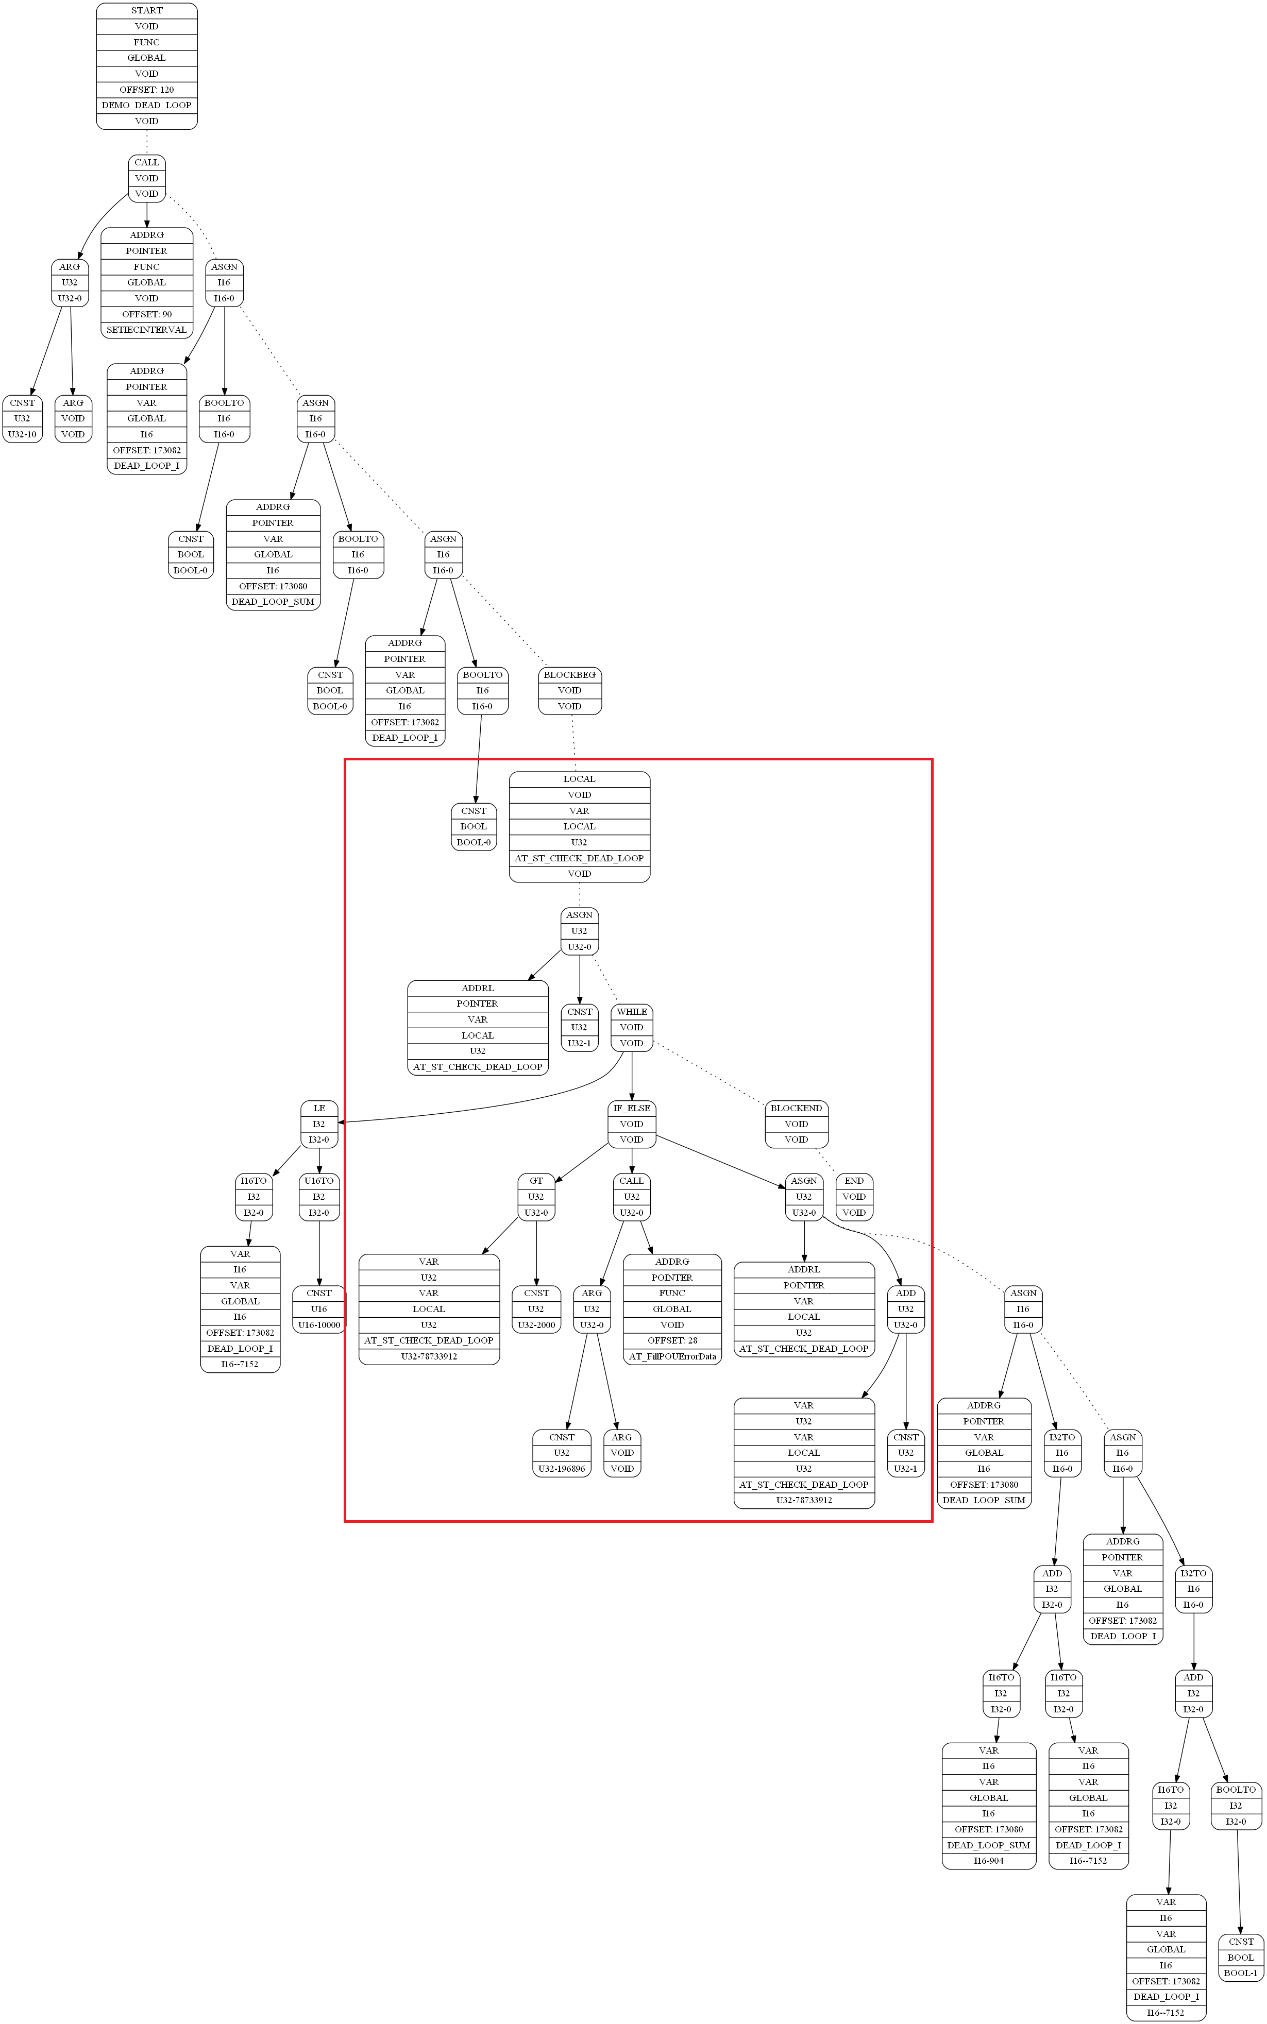 START
VOID
FUNC
GLOBAL
VOID
OFFSET: 120
DEMO_DEAD_LOOP
VOID
CALL
VOID
VOID
ARG
U32
U32-0
ADDRG
POINTER
FUNC
GLOBAL
VOID
OFFSET: 90
SETIECINTERVAL
ASGN
I16
I16-0
CNST
U32
U32-10
ARG
VOID
VOID
ADDRG
POINTER
VAR
GLOBAL
I16
OFFSET: 173082
DEAD_LOOP_I
BOOLTO
I16
I16-0
ASGN
I16
I16-0
CNST
BOOL
BOOL-0
ADDRG
POINTER
VAR
GLOBAL
I16
OFFSET: 173080
DEAD_LOOP_SUM
BOOLTO
I16
I16-0
ASGN
I16
I16-0
CNST
BOOL
BOOL-0
ADDRG
POINTER
VAR
GLOBAL
I16
OFFSET: 173082
DEAD_LOOP_I
BOOLTO
I16
I16-0
BLOCKBEG
VOID
VOID
CNST
BOOL
BOOL-0
LOCAL
VOID
VAR
LOCAL
U32
AT_ST_CHECK_DEAD_LOOP
VOID
ASGN
U32
U32-0
ADDRL
POINTER
VAR
LOCAL
U32
AT_ST_CHECK_DEAD_LOOP
CNST
U32
U32-1
WHILE
VOID
VOID
LE
I32
I32-0
IF_ELSE
VOID
VOID
BLOCKEND
VOID
VOID
I16TO
I32
I32-0
U16TO
I32
I32-0
GT
U32
U32-0
CALL
U32
U32-0
ASGN
U32
U32-0
END
VOID
VOID
VAR
I16
VAR
GLOBAL
I16
OFFSET: 173082
DEAD_LOOP_I
I16--7152
CNST
U16
U16-10000
VAR
U32
VAR
LOCAL
U32
AT_ST_CHECK_DEAD_LOOP
U32-78733912
CNST
U32
U32-2000
ARG
U32
U32-0
ADDRG
POINTER
FUNC
GLOBAL
VOID
OFFSET: 28
AT_FillPOUErrorData
ADDRL
POINTER
VAR
LOCAL
U32
AT_ST_CHECK_DEAD_LOOP
ADD
U32
U32-0
ASGN
I16
I16-0
CNST
U32
U32-196896
ARG
VOID
VOID
VAR
U32
VAR
LOCAL
U32
AT_ST_CHECK_DEAD_LOOP
U32-78733912
CNST
U32
U32-1
ADDRG
POINTER
VAR
GLOBAL
I16
OFFSET: 173080
DEAD_LOOP_SUM
I32TO
I16
I16-0
ASGN
I16
I16-0
ADD
I32
I32-0
ADDRG
POINTER
VAR
GLOBAL
I16
OFFSET: 173082
DEAD_LOOP_I
I32TO
I16
I16-0
I16TO
I32
I32-0
I16TO
I32
I32-0
ADD
I32
I32-0
VAR
I16
VAR
GLOBAL
I16
OFFSET: 173080
DEAD_LOOP_SUM
I16-904
VAR
I16
VAR
GLOBAL
I16
OFFSET: 173082
DEAD_LOOP_I
I16--7152
I16TO
I32
I32-0
BOOLTO
I32
I32-0
VAR
I16
VAR
GLOBAL
I16
OFFSET: 173082
DEAD_LOOP_I
I16--7152
CNST
BOOL
BOOL-1